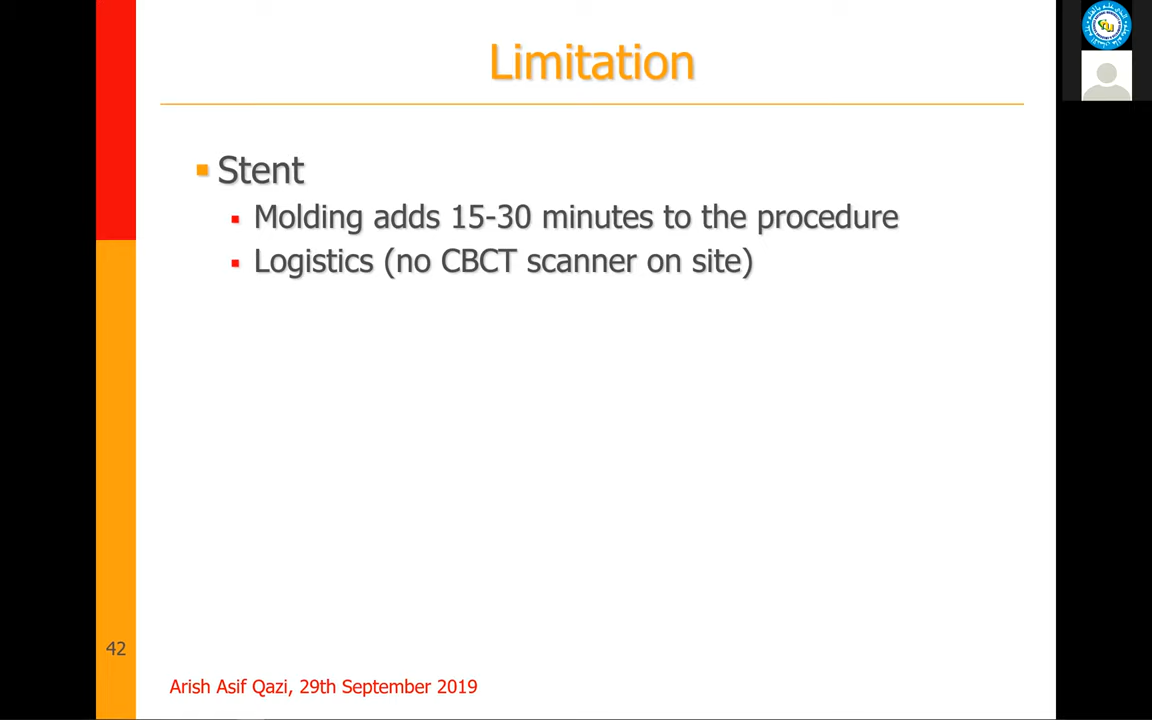 Limitation
Stent
Molding adds 15-30 minutes to the procedure
Logistics (no CBCT scanner on site)
42
Arish Asif Qazi, 29th September 2019